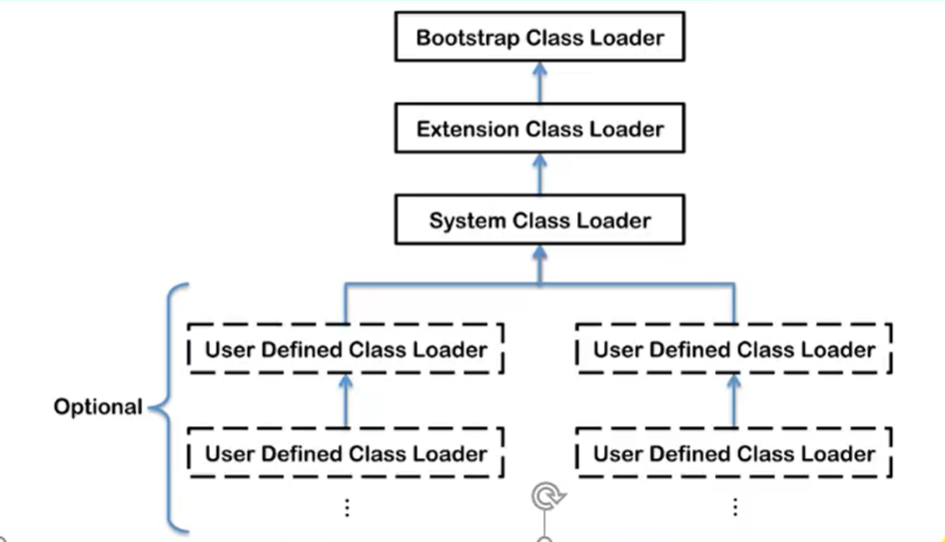 Bootstrap Class Loader
Extension Class Loader
System Class Loader
User Defined Class Loader
User Defined Class Loader
Optional
User Defined Class Loader
User Defined Class Loader